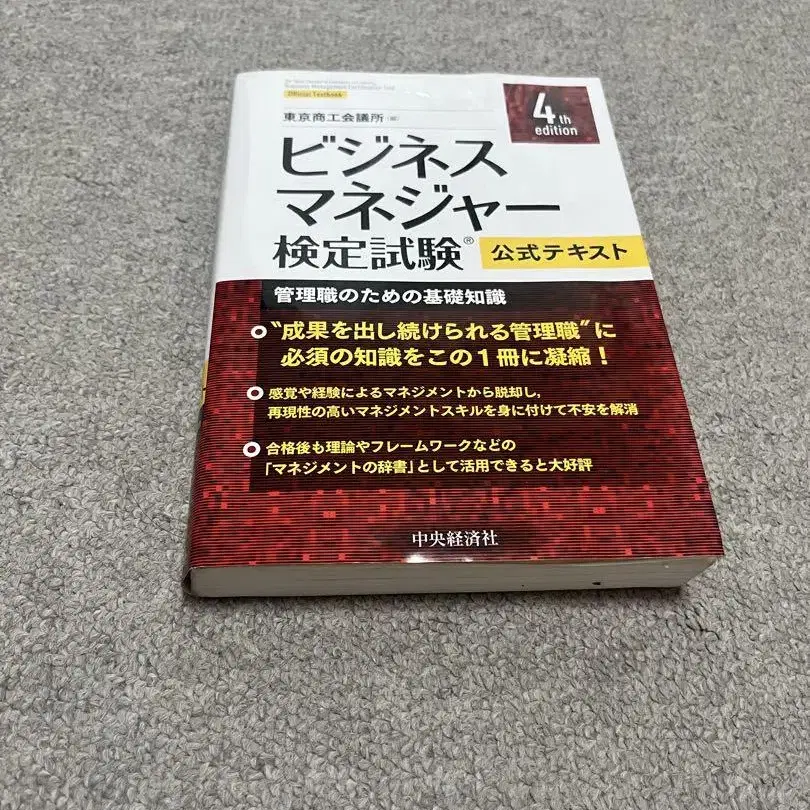 Official Textbook
東京商工会議所 編
4th
edition
ビジネス
マネジャー
検定試験®
公式テキスト
管理職のための基礎知識
“成果を出し続けられる管理職”に
必須の知識をこの1冊に凝縮！
感覚や経験によるマネジメントから脱却し，
再現性の高いマネジメントスキルを身に付けて不安を解消
合格後も理論やフレームワークなどの
「マネジメントの辞書」として活用できると大好評
中央経済社